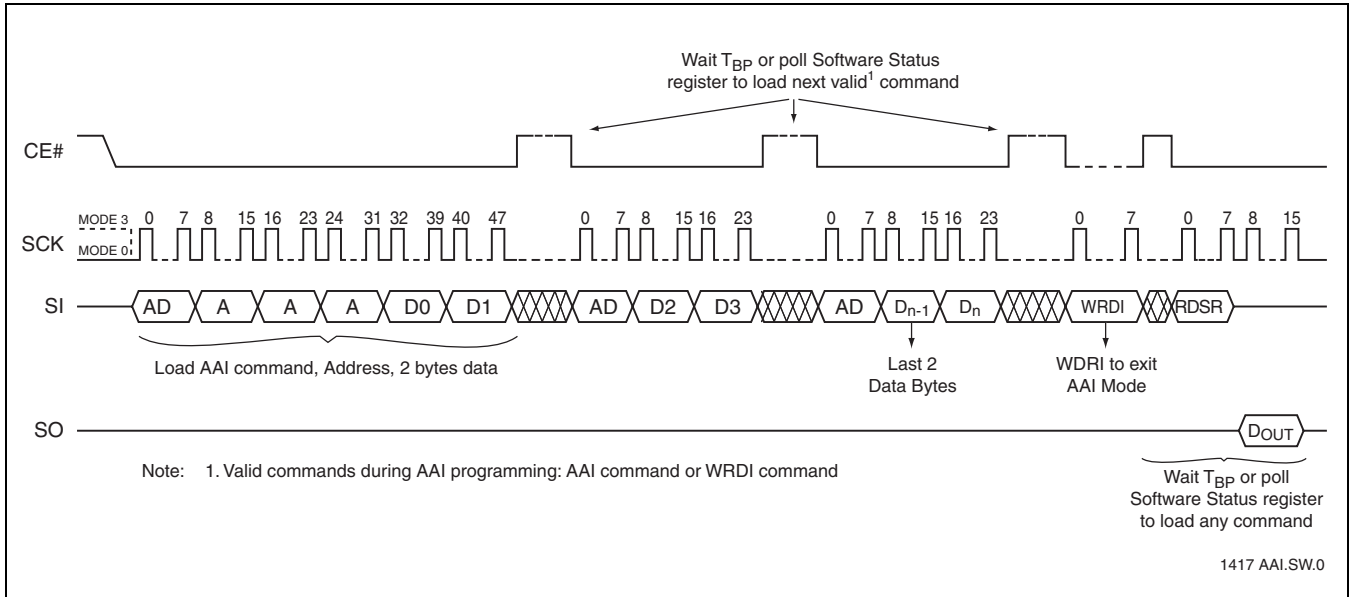 Wait TBP or poll Software Status
register to load next valid1 command
CE#
MODE 3
MODE 0
SCK
0 7 8 15 16 23 24 31 32 39 40 47 0 7 8 15 16 23 0 7 8 15 16 23 0 7 0 7 8 15
SI
AD A A A D0 D1 AD D2 D3 AD Dn-1 Dn WRDI RDSR
Load AAI command, Address, 2 bytes data
Last 2
Data Bytes
WDRI to exit
AAI Mode
SO
DOUT
Note: 1. Valid commands during AAI programming: AAI command or WRDI command
Wait TBP or poll
Software Status register
to load any command
1417 AAI.SW.0